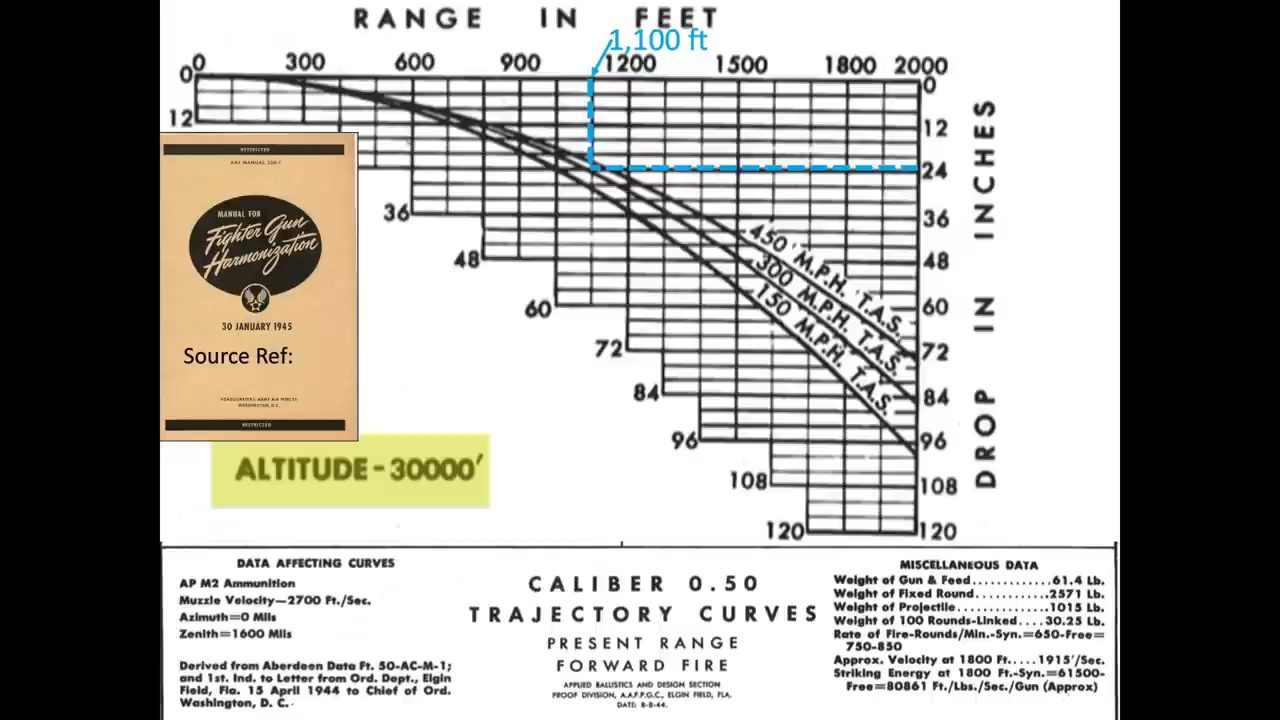 RANGE IN FEET
1,100 ft
0 300 600 900 1200 1500 1800 2000
0
12
36
48
60
72
84
96
108
120
0
12
24
36
48
60
72
84
96
108
120
DROP IN INCHES
450 M.P.H. T.A.S.
300 M.P.H. T.A.S.
150 M.P.H. T.A.S.
RESTRICTED
MANUAL FOR
Fighter Gun
Harmonization
30 JANUARY 1945
Source Ref:
HEADQUARTERS, ARMY AIR FORCES
WASHINGTON, D.C.
RESTRICTED
ALTITUDE-30000'
DATA AFFECTING CURVES
AP M2 Ammunition
Muzzle Velocity—2700 Ft./Sec.
Azimuth=0 Mils
Zenith=1600 Mils
Derived from Aberdeen Data Ft. 50-AC-M-1;
and 1st. Ind. to Letter from Ord. Dept., Elgin
Field, Fla. 15 April 1944 to Chief of Ord.
Washington, D. C.
CALIBER 0.50
TRAJECTORY CURVES
PRESENT RANGE
FORWARD FIRE
APPLIED BALLISTICS AND DESIGN SECTION
PROOF DIVISION, A.A.F.P.G.C., ELGIN FIELD, FLA.
DATE: 8-8-44.
MISCELLANEOUS DATA
Weight of Gun & Feed............61.4 Lb.
Weight of Fixed Round...........2571 Lb.
Weight of Projectile............1015 Lb.
Weight of 100 Rounds-Linked....30.25 Lb.
Rate of Fire-Rounds/Min.-Syn.=650-Free=
750-850
Approx. Velocity at 1800 Ft.....1915'/Sec.
Striking Energy at 1800 Ft.-Syn.=61500-
Free=80861 Ft./Lbs./Sec./Gun (Approx)